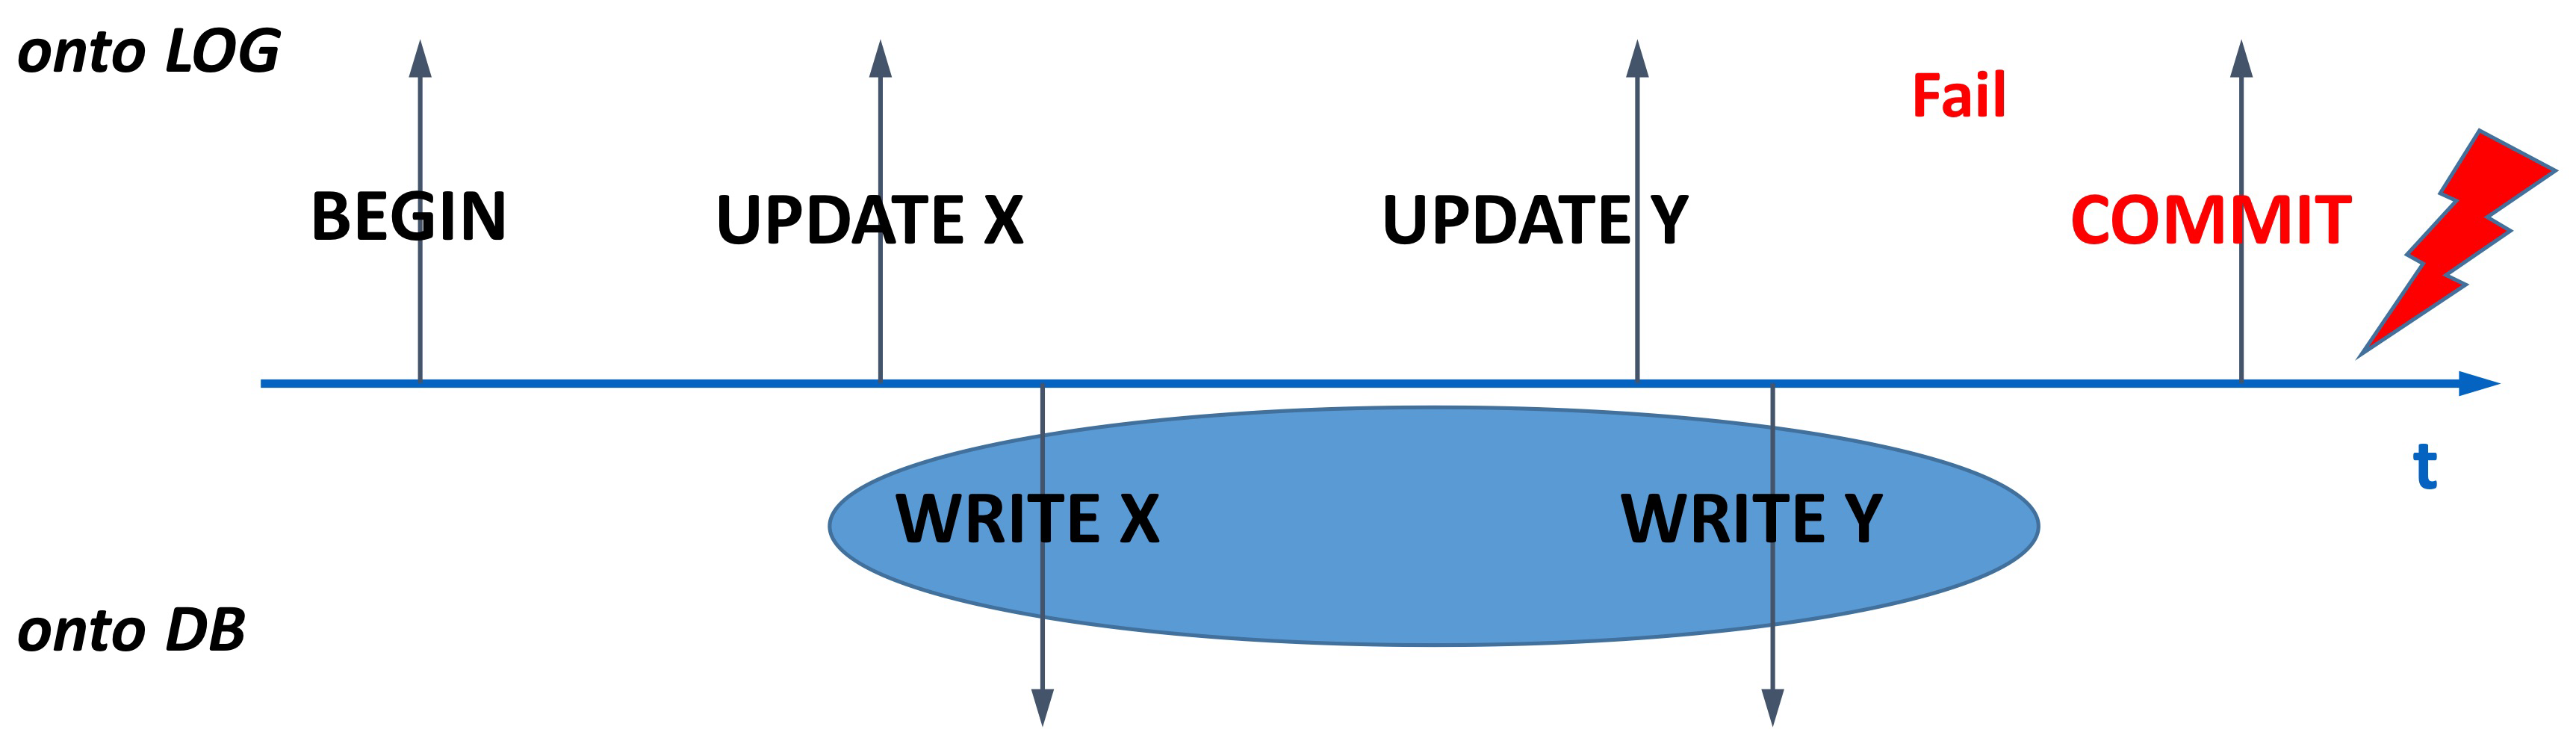 onto LOG
Fail
BEGIN
UPDATE X
UPDATE Y
COMMIT
t
WRITE X
WRITE Y
onto DB